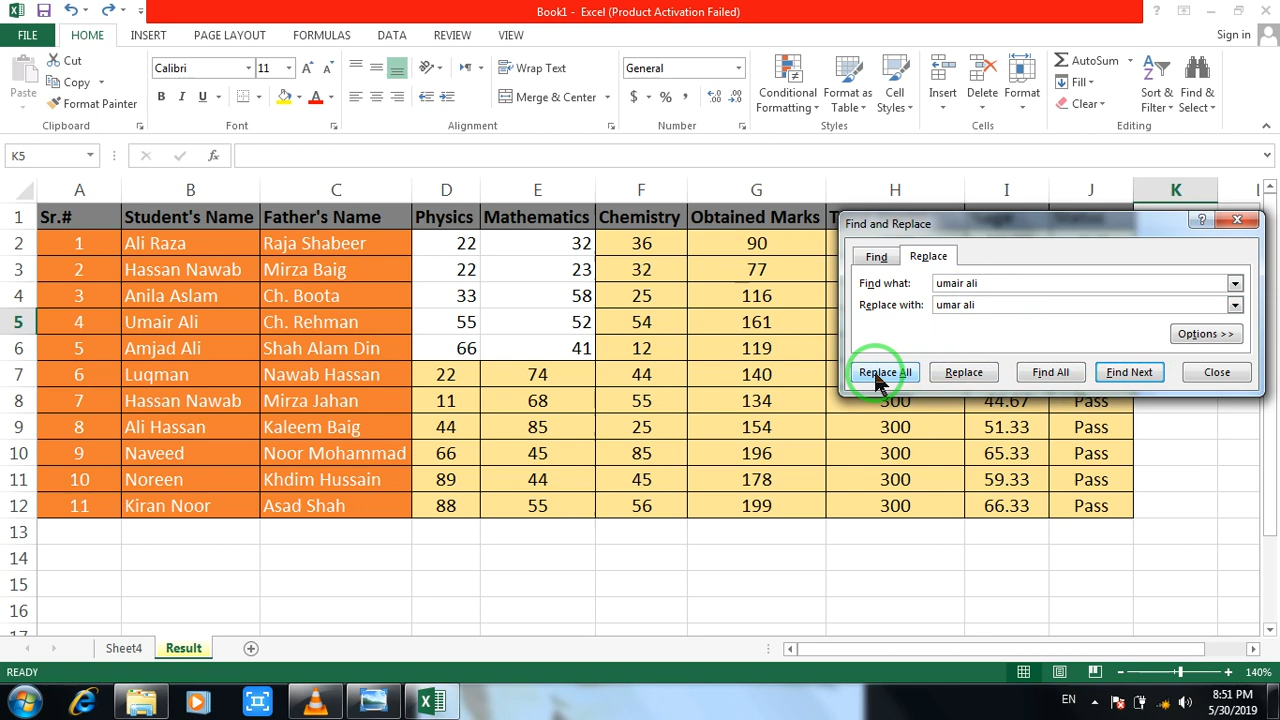 Book1 - Excel (Product Activation Failed)
FILE HOME INSERT PAGE LAYOUT FORMULAS DATA REVIEW VIEW Sign in
Paste Cut Copy Format Painter
Calibri 11
B I U
Wrap Text
Merge & Center
General
$ % ,
Conditional Formatting
Format as Table
Cell Styles
Insert Delete Format
AutoSum
Fill
Clear
Sort & Filter
Find & Select
Clipboard Font Alignment Number Styles Cells Editing
K5 fx
A B C D E F G H I J K
1 Sr.# Student's Name Father's Name Physics Mathematics Chemistry Obtained Marks
2 1 Ali Raza Raja Shabeer 22 32 36 90
3 2 Hassan Nawab Mirza Baig 22 23 32 77
4 3 Anila Aslam Ch. Boota 33 58 25 116
5 4 Umair Ali Ch. Rehman 55 52 54 161
6 5 Amjad Ali Shah Alam Din 66 41 12 119
7 6 Luqman Nawab Hassan 22 74 44 140
8 7 Hassan Nawab Mirza Jahan 11 68 55 134 300 44.67 Pass
9 8 Ali Hassan Kaleem Baig 44 85 25 154 300 51.33 Pass
10 9 Naveed Noor Mohammad 66 45 85 196 300 65.33 Pass
11 10 Noreen Khdim Hussain 89 44 45 178 300 59.33 Pass
12 11 Kiran Noor Asad Shah 88 55 56 199 300 66.33 Pass
13
14
15
16
Find and Replace
Find Replace
Find what: umair ali
Replace with: umar ali
Options >>
Replace All Replace Find All Find Next Close
Sheet4 Result
READY 140%
EN 8:51 PM
5/30/2019